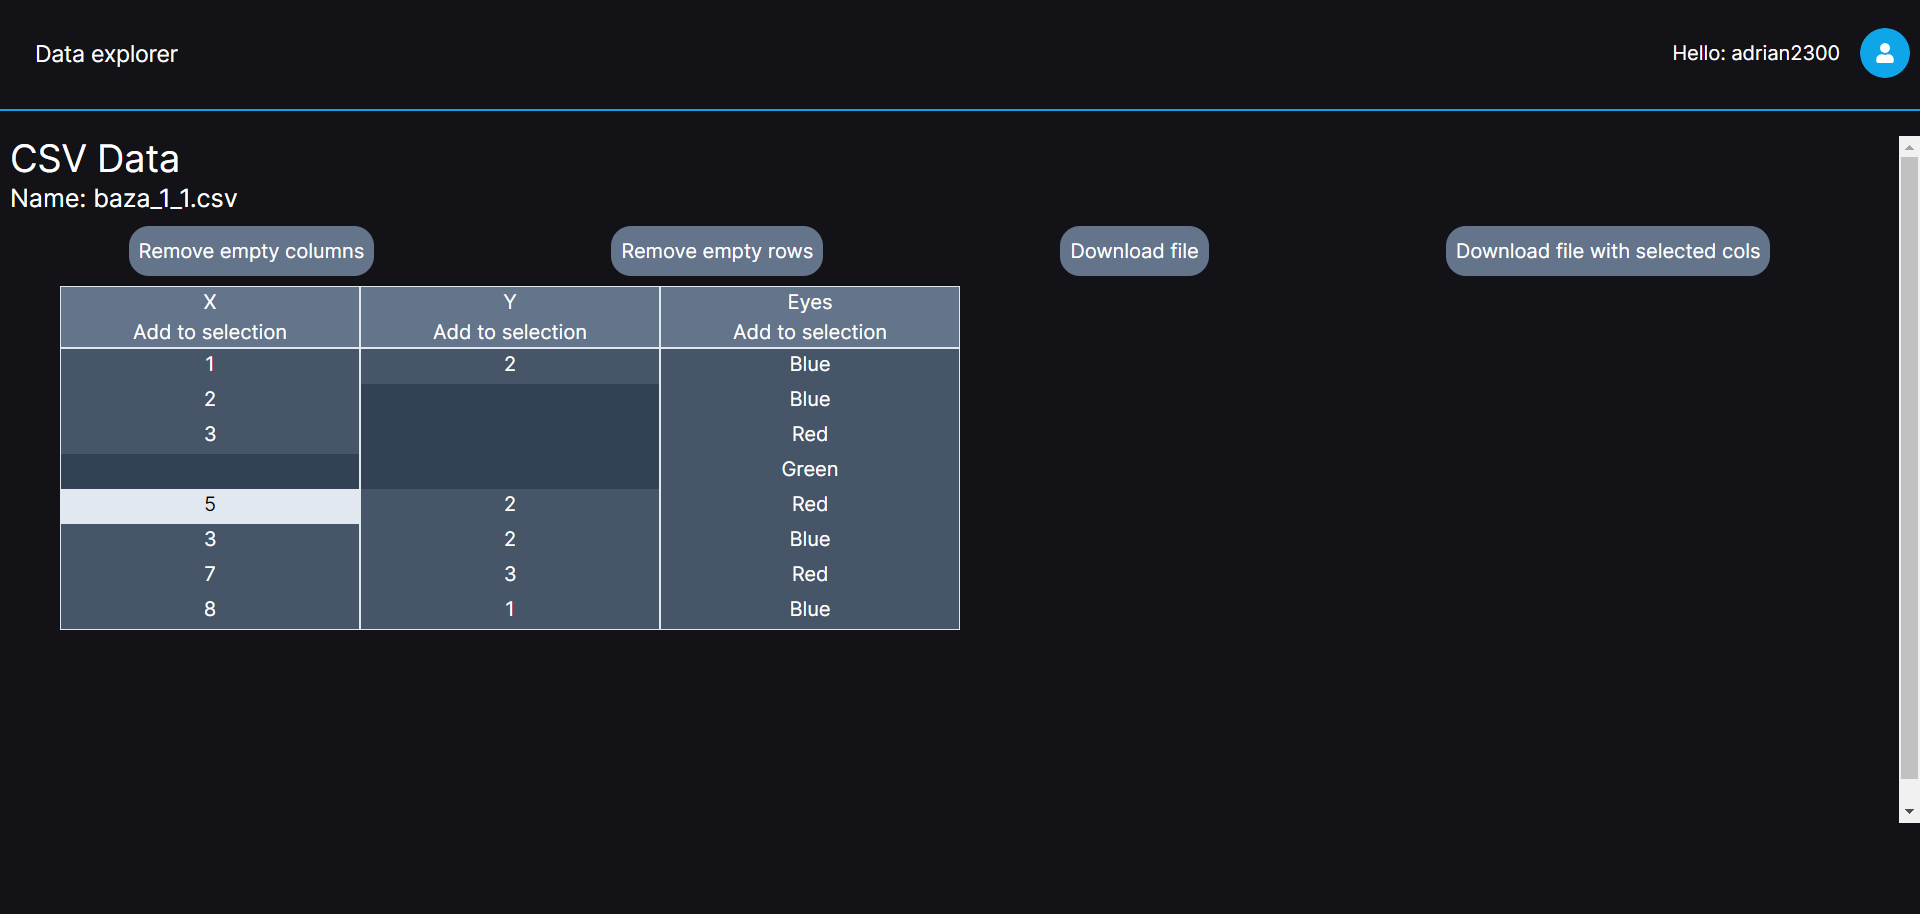 Data explorer
Hello: adrian2300
CSV Data
Name: baza_1_1.csv
Remove empty columns Remove empty rows Download file Download file with selected cols
X Y Eyes
Add to selection Add to selection Add to selection
1 2 Blue
2 Blue
3 Red
Green
5 2 Red
3 2 Blue
7 3 Red
8 1 Blue